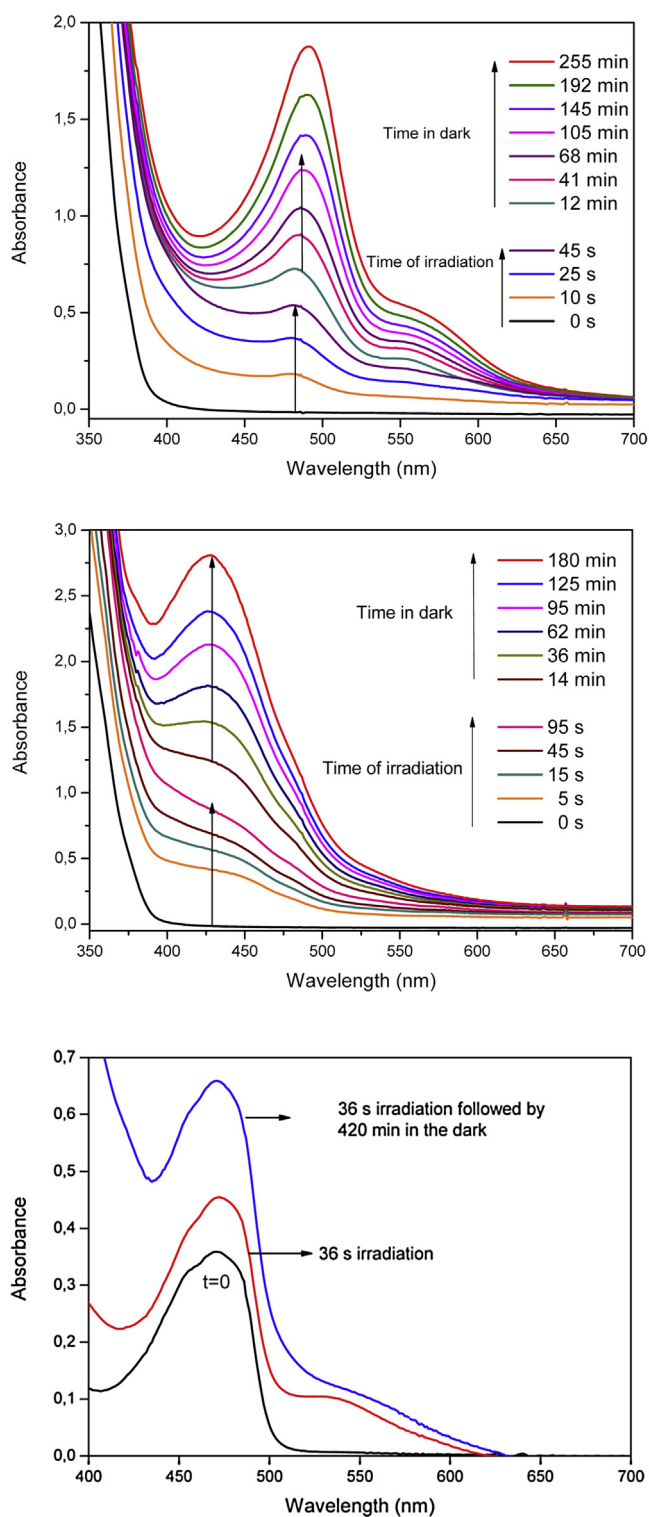 2,0
1,5
1,0
0,5
0,0
Absorbance
255 min
192 min
145 min
105 min
68 min
41 min
12 min
Time in dark
Time of irradiation
45 s
25 s
10 s
0 s
350 400 450 500 550 600 650 700
Wavelength (nm)
3,0
2,5
2,0
1,5
1,0
0,5
0,0
Absorbance
180 min
125 min
95 min
62 min
36 min
14 min
Time in dark
Time of irradiation
95 s
45 s
15 s
5 s
0 s
350 400 450 500 550 600 650 700
Wavelength (nm)
0,7
0,6
0,5
0,4
0,3
0,2
0,1
0,0
Absorbance
36 s irradiation followed by
420 min in the dark
36 s irradiation
t=0
400 450 500 550 600 650 700
Wavelength (nm)